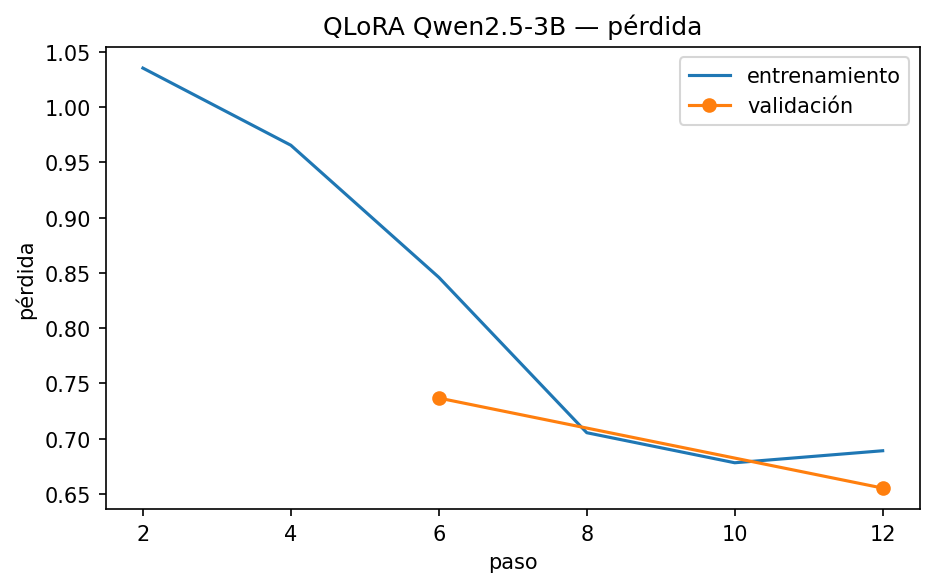 QLoRA Qwen2.5-3B — pérdida
entrenamiento
validación
pérdida
1.05
1.00
0.95
0.90
0.85
0.80
0.75
0.70
0.65
2 4 6 8 10 12
paso